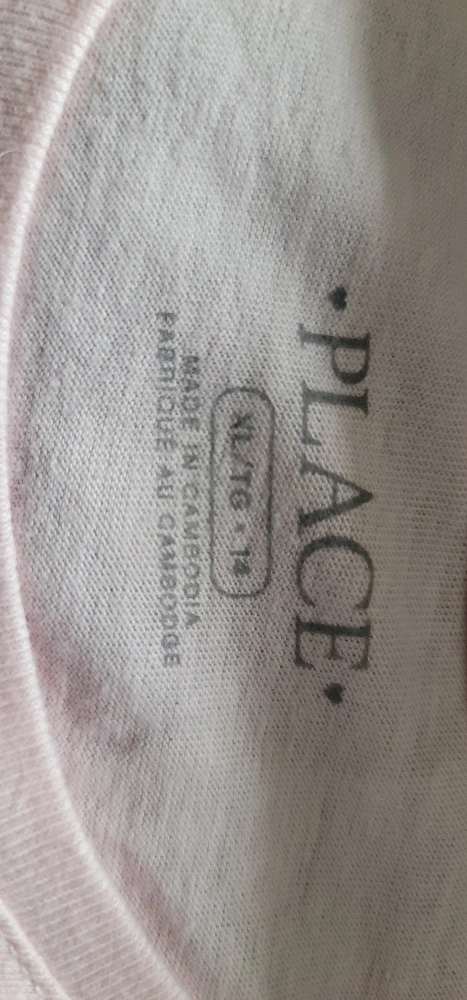 ♥PLACE♥
XL/TG • 14
MADE IN CAMBODIA
FABRIQUÉ AU CAMBODGE